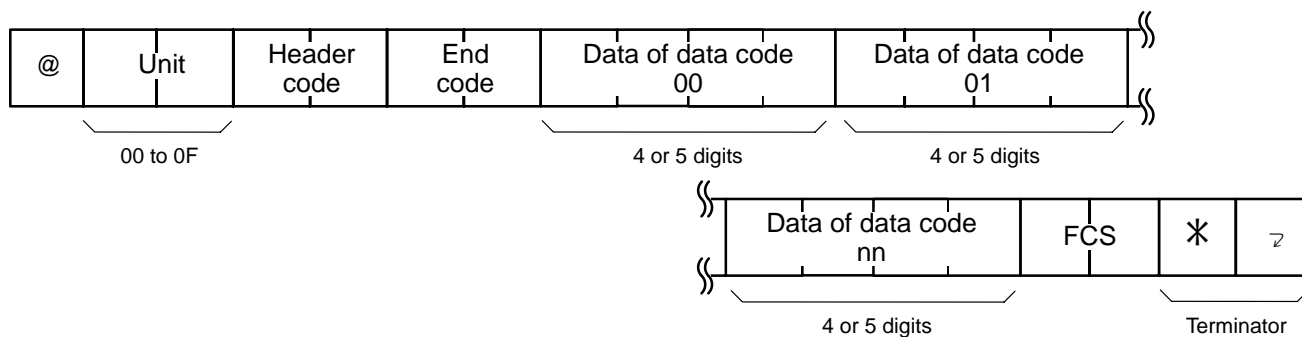 @ Unit Header code End code Data of data code 00 Data of data code 01
00 to 0F 4 or 5 digits 4 or 5 digits
Data of data code nn FCS * ↵
4 or 5 digits Terminator